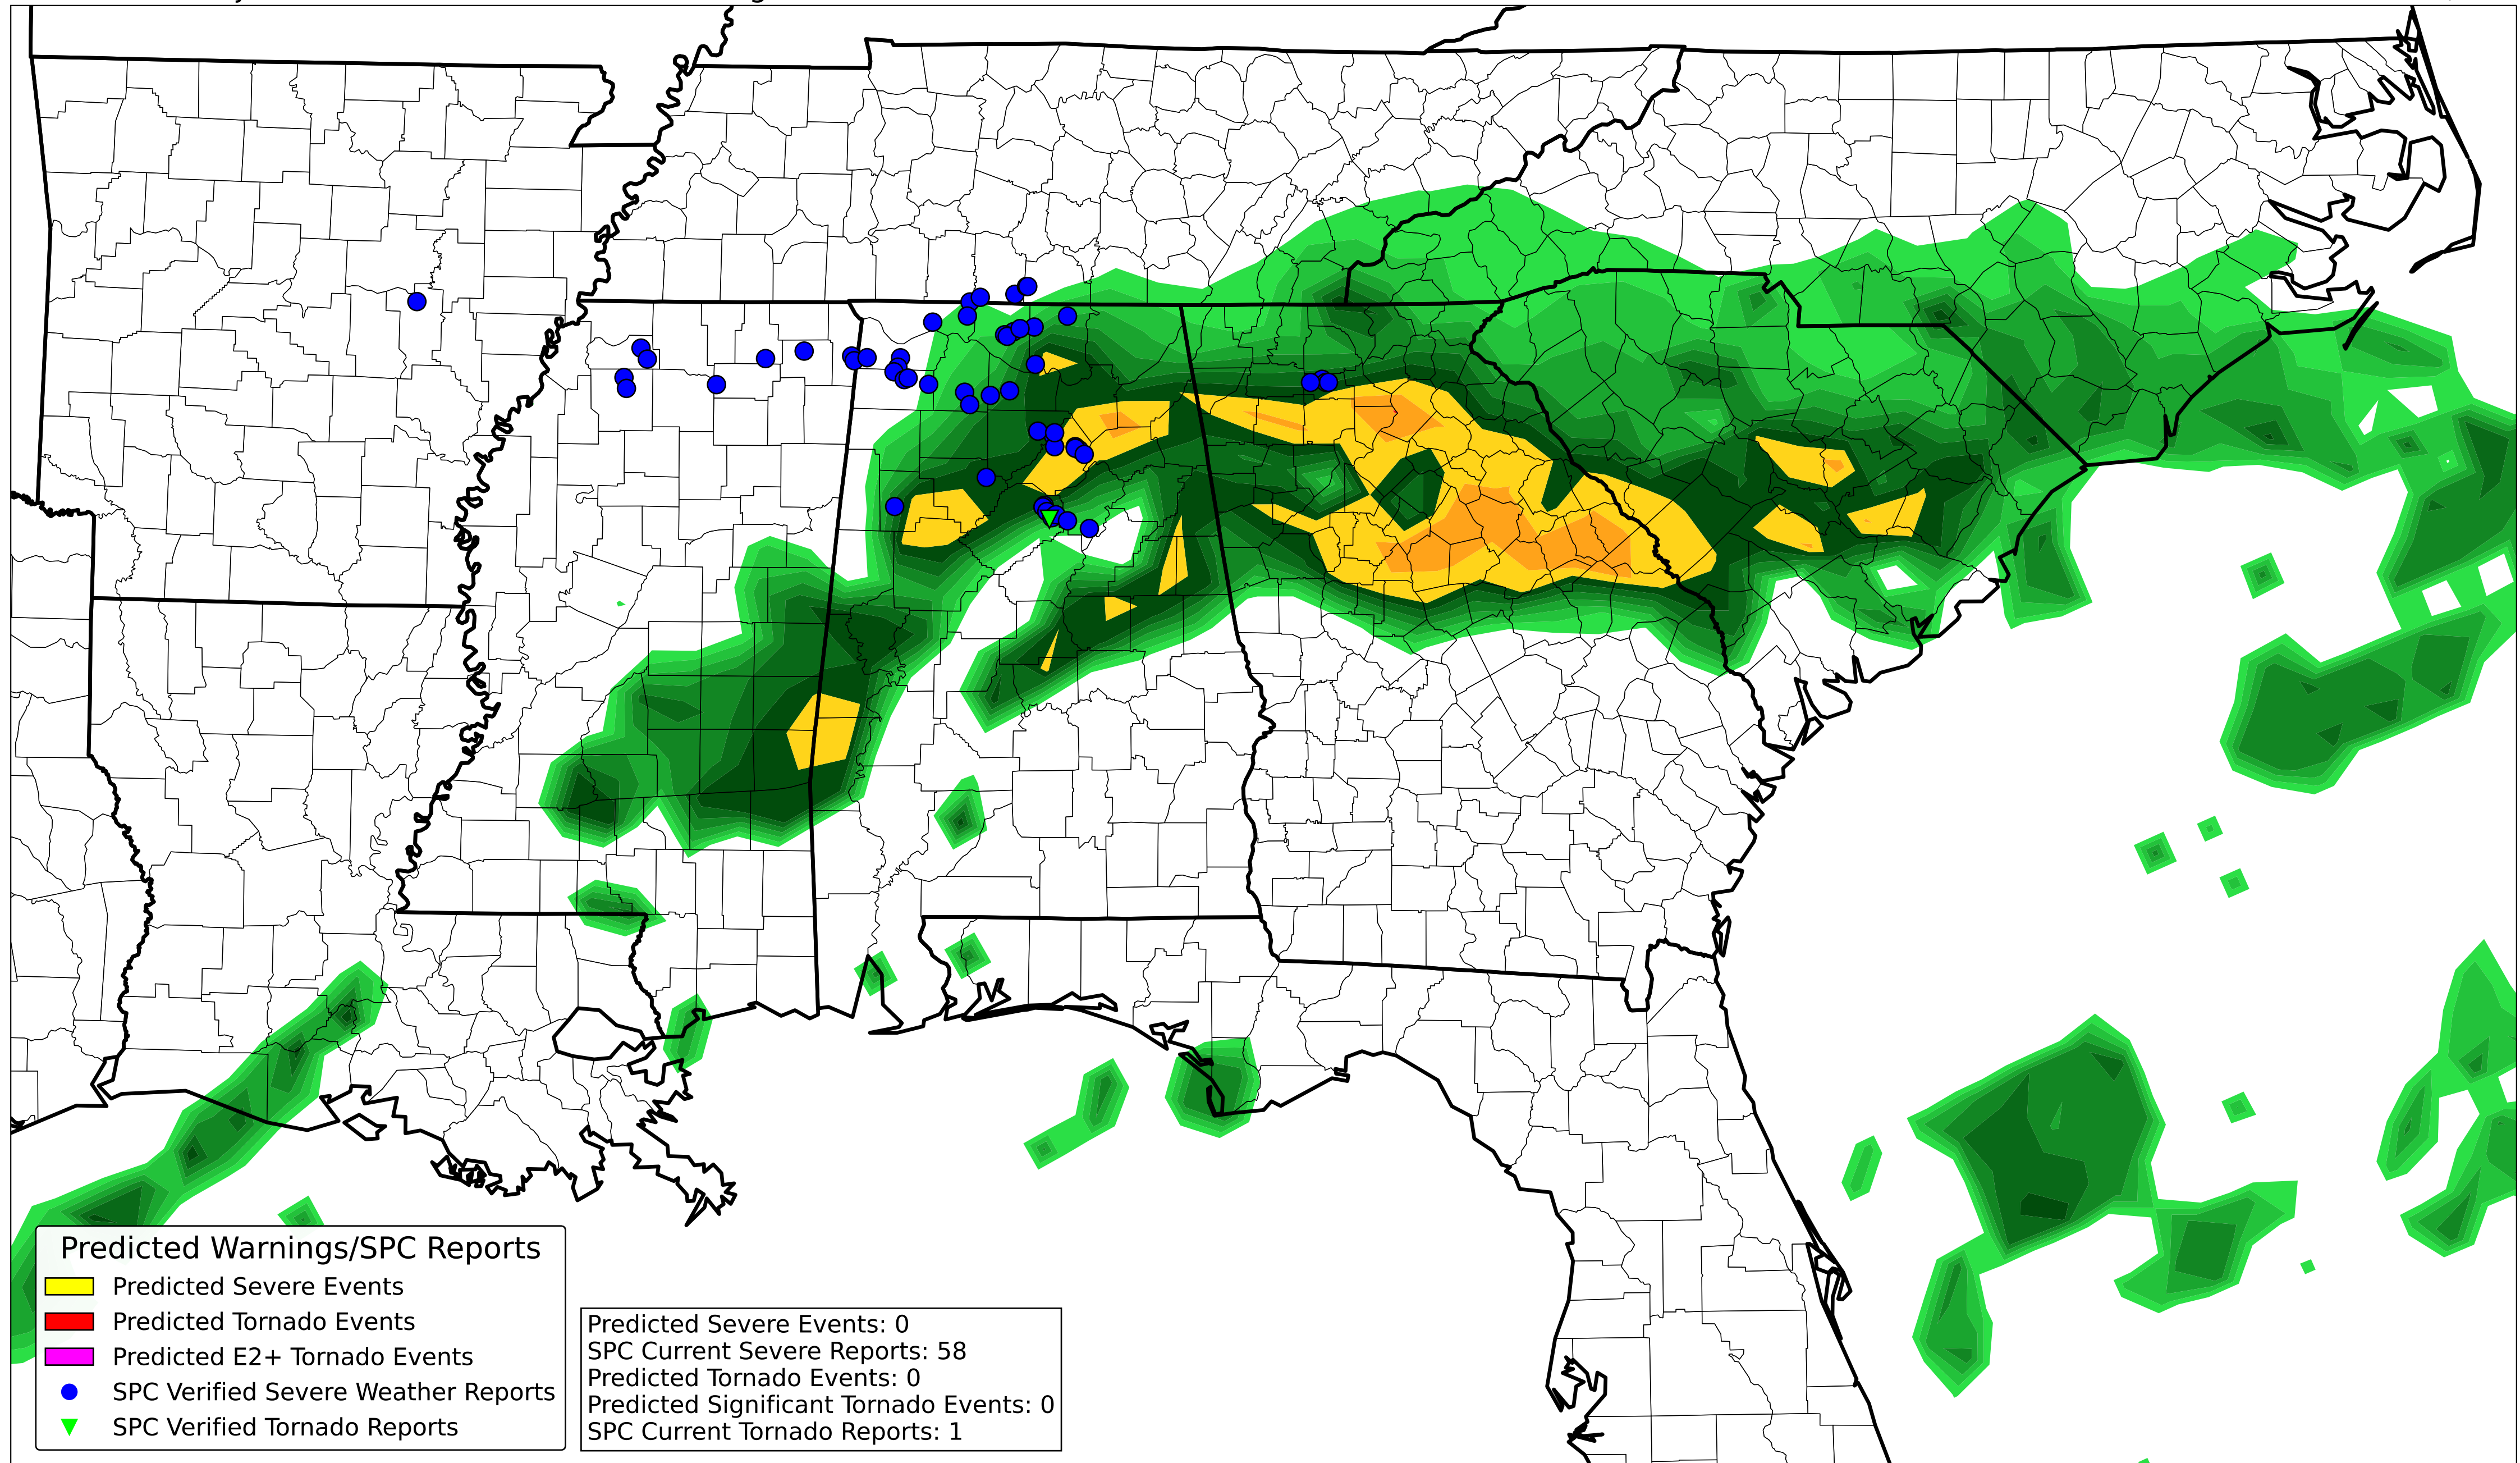 Predicted Warnings/SPC Reports
Predicted Severe Events
Predicted Tornado Events
Predicted E2+ Tornado Events
SPC Verified Severe Weather Reports
SPC Verified Tornado Reports
Predicted Severe Events: 0
SPC Current Severe Reports: 58
Predicted Tornado Events: 0
Predicted Significant Tornado Events: 0
SPC Current Tornado Reports: 1